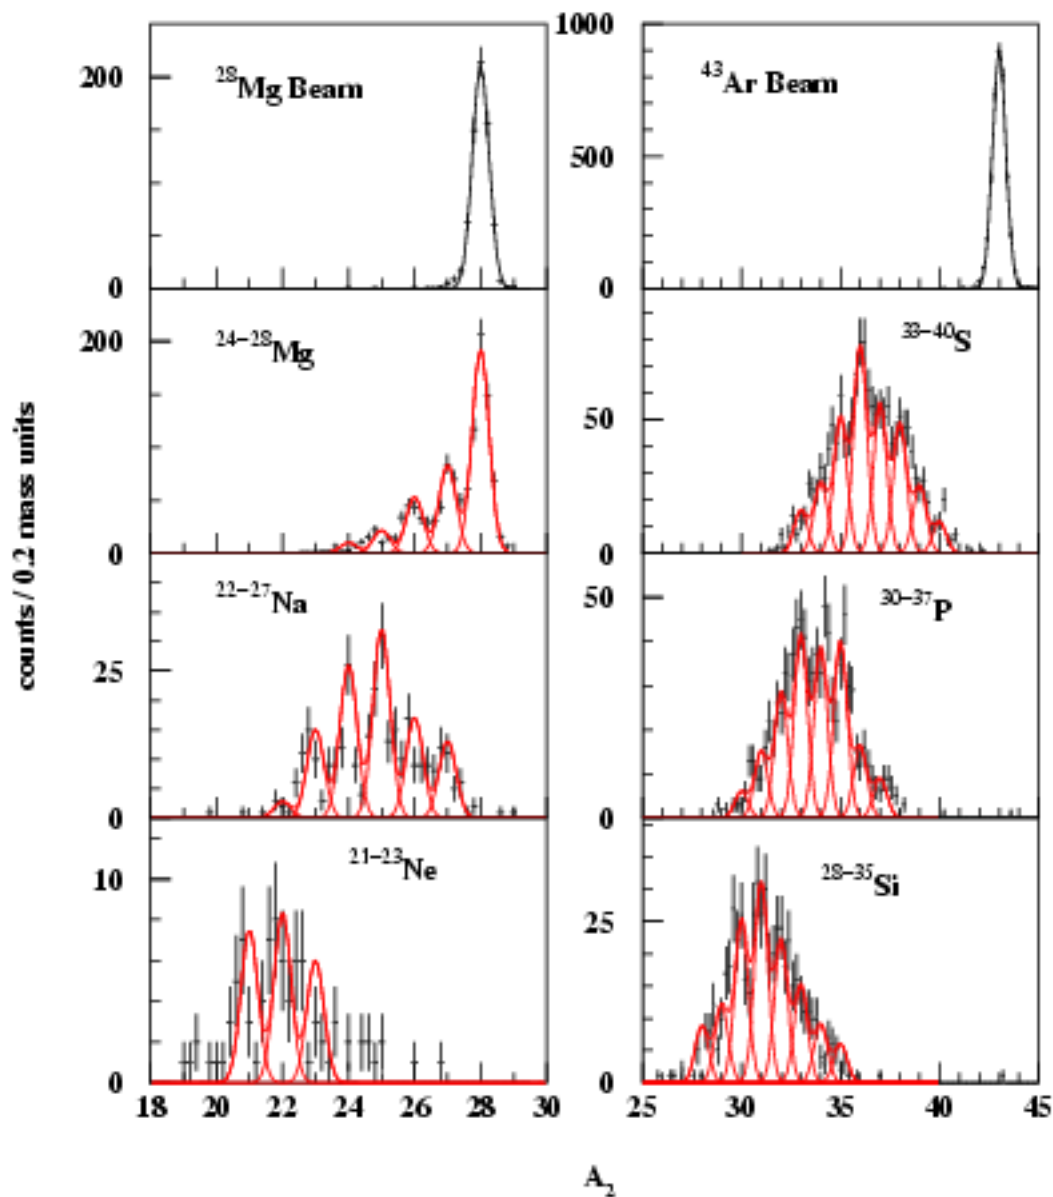 1000
200
²⁸Mg Beam
⁴³Ar Beam
500
0
0
200
²⁴⁻²⁸Mg
³³⁻⁴⁰S
50
0
0
²²⁻²⁷Na
³⁰⁻³⁷P
50
25
0
0
²¹⁻²³Ne
²⁸⁻³⁵Si
10
25
0
0
18 20 22 24 26 28 30
25 30 35 40 45
counts / 0.2 mass units
A₂